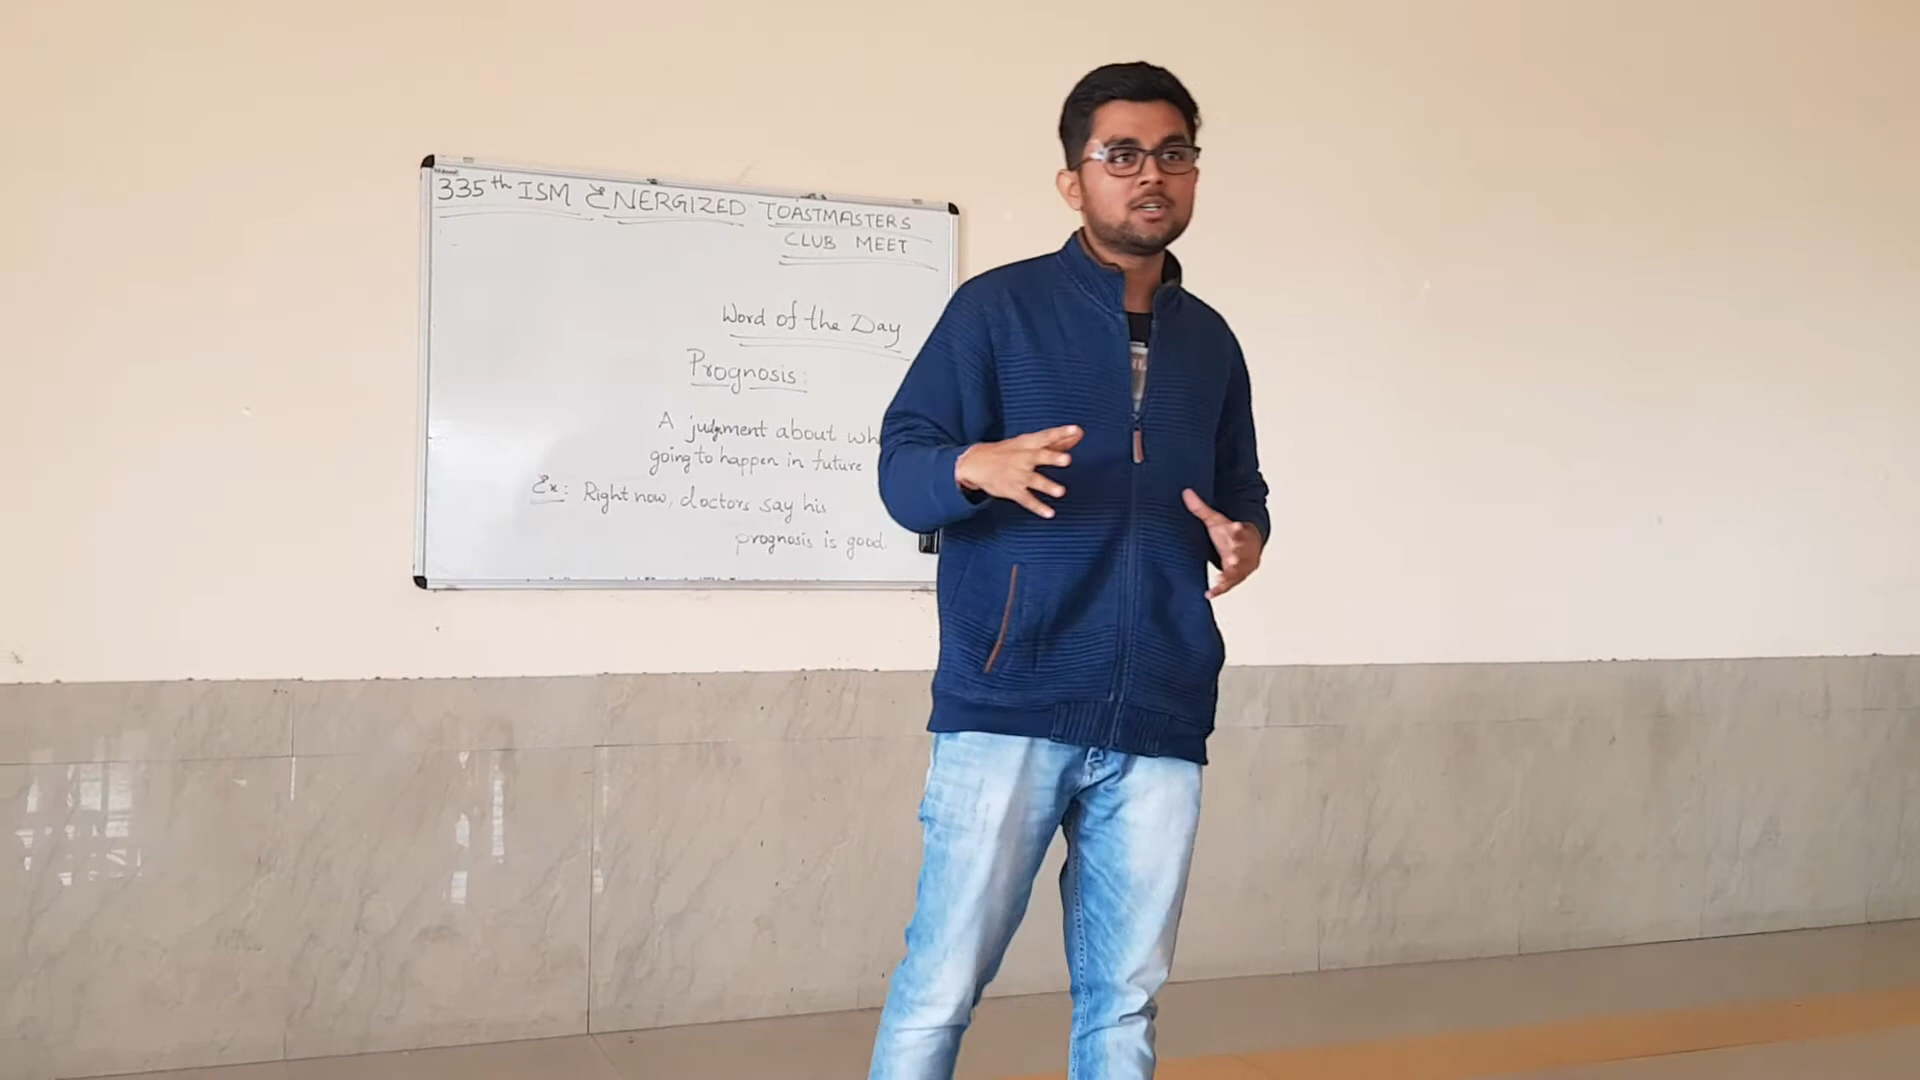 335th ISM ENERGIZED TOASTMASTERS
CLUB MEET
Word of the Day
Prognosis:
A judgment about
going to happen in future
Ex: Right now, doctors say his
prognosis is good.